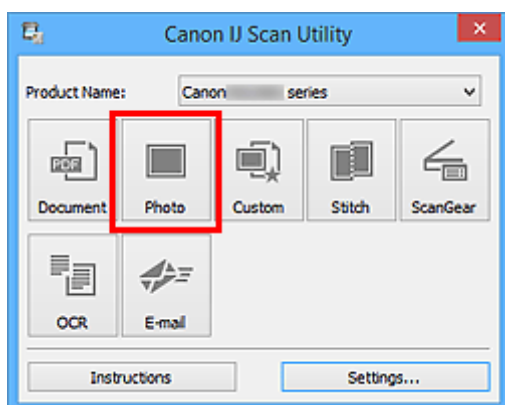 Canon IJ Scan Utility
Product Name: Canon series
PDF
Document Photo Custom Stitch ScanGear
OCR E-mail
Instructions Settings...